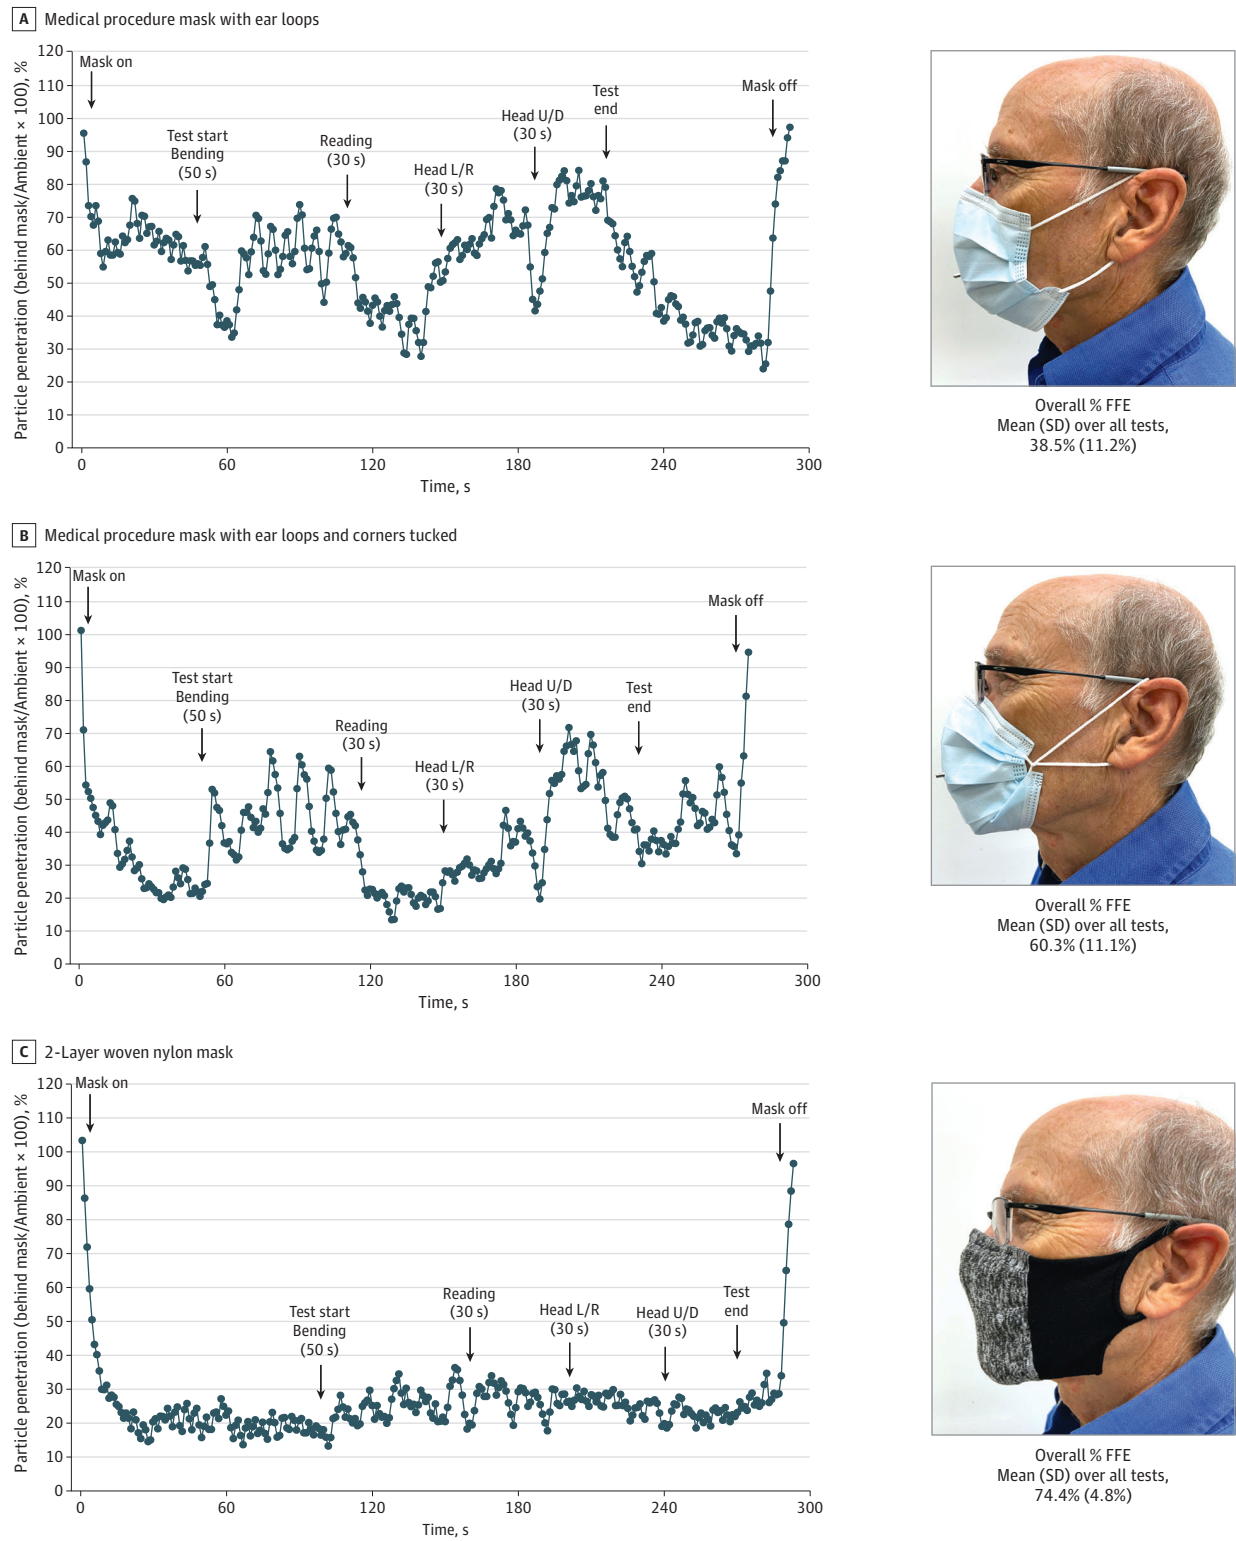 A Medical procedure mask with ear loops
Particle penetration (behind mask/Ambient × 100), %
120
110
100
90
80
70
60
50
40
30
20
10
0
Mask on
Test start
Bending
(50 s)
Reading
(30 s)
Head L/R
(30 s)
Head U/D
(30 s)
Test
end
Mask off
0 60 120 180 240 300
Time, s
Overall % FFE
Mean (SD) over all tests,
38.5% (11.2%)
B Medical procedure mask with ear loops and corners tucked
Particle penetration (behind mask/Ambient × 100), %
120
110
100
90
80
70
60
50
40
30
20
10
0
Mask on
Test start
Bending
(50 s)
Reading
(30 s)
Head L/R
(30 s)
Head U/D
(30 s)
Test
end
Mask off
0 60 120 180 240 300
Time, s
Overall % FFE
Mean (SD) over all tests,
60.3% (11.1%)
C 2-Layer woven nylon mask
Particle penetration (behind mask/Ambient × 100), %
120
110
100
90
80
70
60
50
40
30
20
10
0
Mask on
Test start
Bending
(50 s)
Reading
(30 s)
Head L/R
(30 s)
Head U/D
(30 s)
Test
end
Mask off
0 60 120 180 240 300
Time, s
Overall % FFE
Mean (SD) over all tests,
74.4% (4.8%)